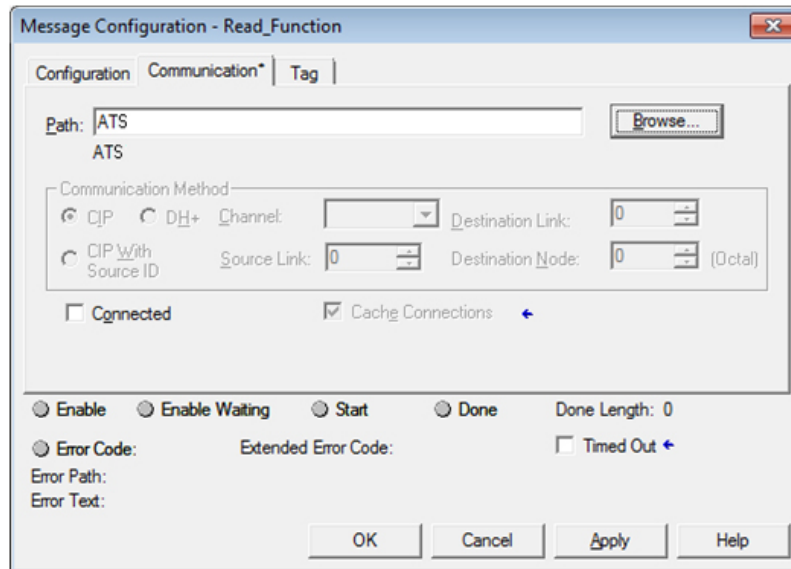 Message Configuration - Read_Function
Configuration Communication* Tag
Path: ATS Browse...
ATS
Communication Method
CIP DH+ Channel: Destination Link: 0
CIP With Source ID Source Link: 0 Destination Node: 0 (Octal)
Connected Cache Connections
Enable Enable Waiting Start Done Done Length: 0
Error Code: Extended Error Code: Timed Out
Error Path:
Error Text:
OK Cancel Apply Help